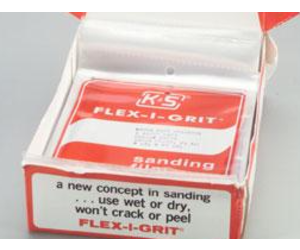 K&S
FLEX-I-GRIT
sanding
a new concept in sanding
... use wet or dry,
won't crack or peel
FLEX-I-GRIT